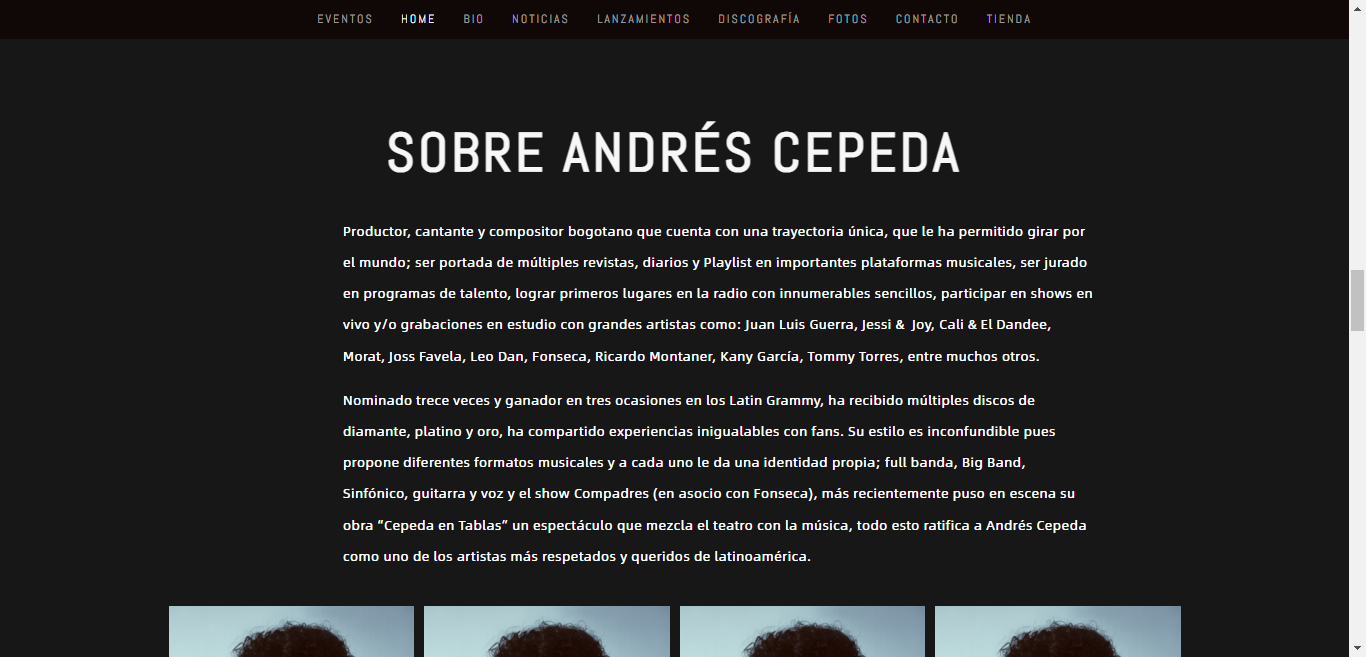 EVENTOS HOME BIO NOTICIAS LANZAMIENTOS DISCOGRAFÍA FOTOS CONTACTO TIENDA
SOBRE ANDRÉS CEPEDA
Productor, cantante y compositor bogotano que cuenta con una trayectoria única, que le ha permitido girar por
el mundo; ser portada de múltiples revistas, diarios y Playlist en importantes plataformas musicales, ser jurado
en programas de talento, lograr primeros lugares en la radio con innumerables sencillos, participar en shows en
vivo y/o grabaciones en estudio con grandes artistas como: Juan Luis Guerra, Jessi & Joy, Cali & El Dandee,
Morat, Joss Favela, Leo Dan, Fonseca, Ricardo Montaner, Kany García, Tommy Torres, entre muchos otros.
Nominado trece veces y ganador en tres ocasiones en los Latin Grammy, ha recibido múltiples discos de
diamante, platino y oro, ha compartido experiencias inigualables con fans. Su estilo es inconfundible pues
propone diferentes formatos musicales y a cada uno le da una identidad propia; full banda, Big Band,
Sinfónico, guitarra y voz y el show Compadres (en asocio con Fonseca), más recientemente puso en escena su
obra “Cepeda en Tablas” un espectáculo que mezcla el teatro con la música, todo esto ratifica a Andrés Cepeda
como uno de los artistas más respetados y queridos de latinoamérica.